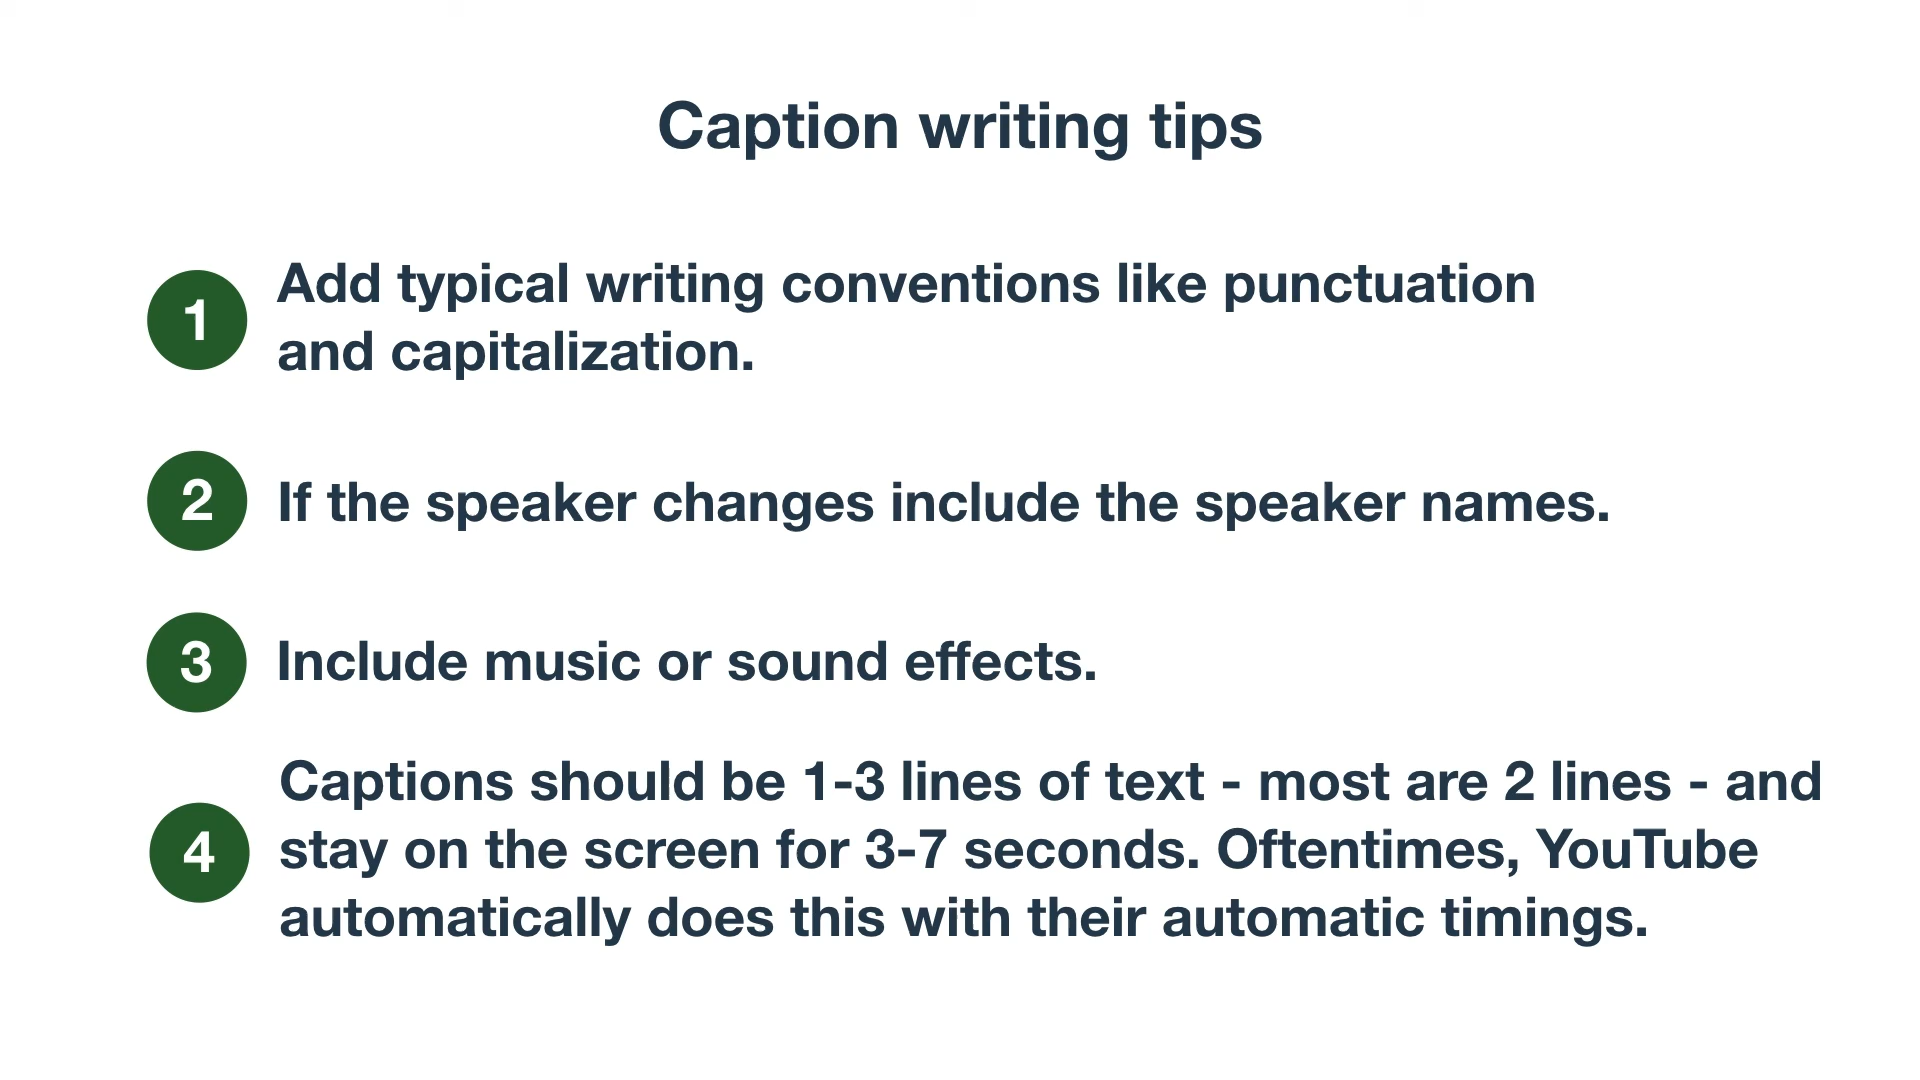 Caption writing tips
1
Add typical writing conventions like punctuation
and capitalization.
2
If the speaker changes include the speaker names.
3
Include music or sound effects.
4
Captions should be 1-3 lines of text - most are 2 lines - and
stay on the screen for 3-7 seconds. Oftentimes, YouTube
automatically does this with their automatic timings.